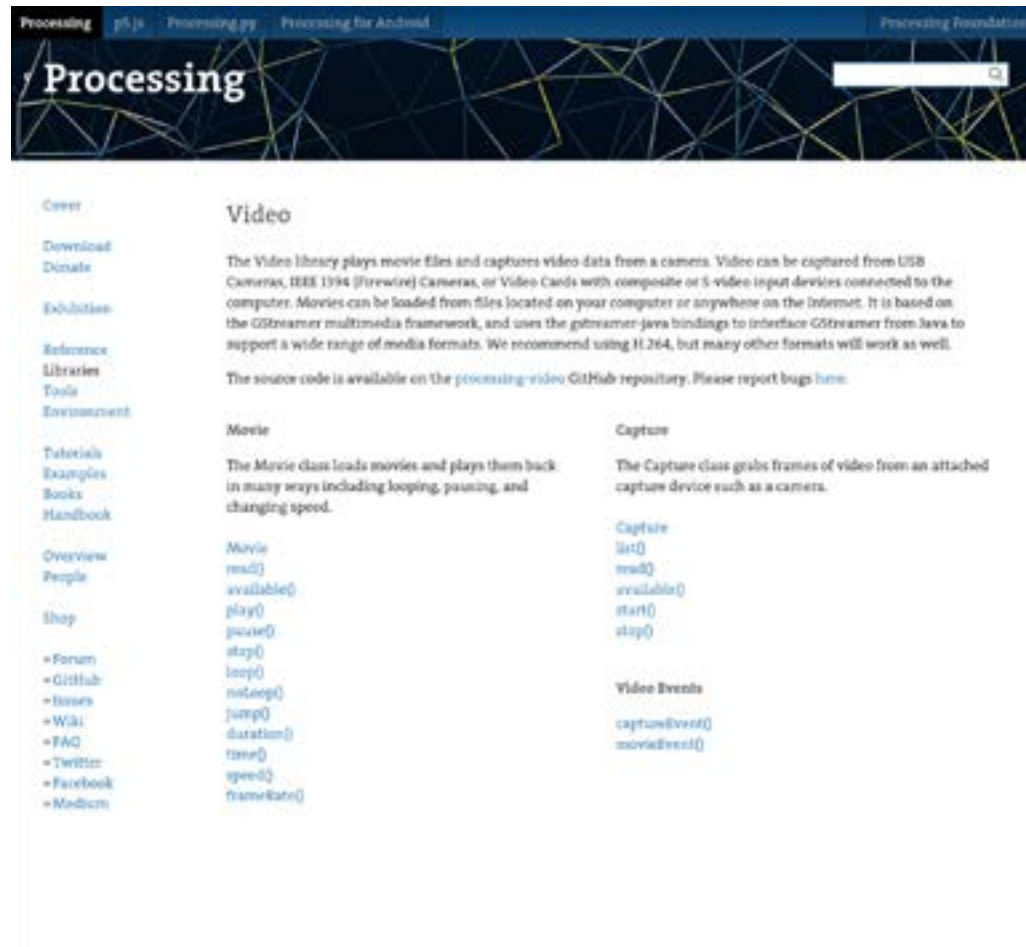 Processing
p5.js
Processing.py
Processing for Android
Processing Foundation
Processing
Cover
Download
Donate
Exhibition
Reference
Libraries
Tools
Environment
Tutorials
Examples
Books
Handbook
Overview
People
Shop
» Forum
» GitHub
» Issues
» Wiki
» FAQ
» Twitter
» Facebook
» Medium
Video
The Video library plays movie files and captures video data from a camera. Video can be captured from USB
Cameras, IEEE 1394 (Firewire) Cameras, or Video Cards with composite or S-video input devices connected to the
computer. Movies can be loaded from files located on your computer or anywhere on the Internet. It is based on
the GStreamer multimedia framework, and uses the gstreamer-java bindings to interface GStreamer from Java to
support a wide range of media formats. We recommend using H.264, but many other formats will work as well.
The source code is available on the processing-video GitHub repository. Please report bugs here.
Movie
The Movie class loads movies and plays them back
in many ways including looping, pausing, and
changing speed.
Movie
read()
available()
play()
pause()
stop()
loop()
noLoop()
jump()
duration()
time()
speed()
frameRate()
Capture
The Capture class grabs frames of video from an attached
capture device such as a camera.
Capture
list()
read()
available()
start()
stop()
Video Events
captureEvent()
movieEvent()